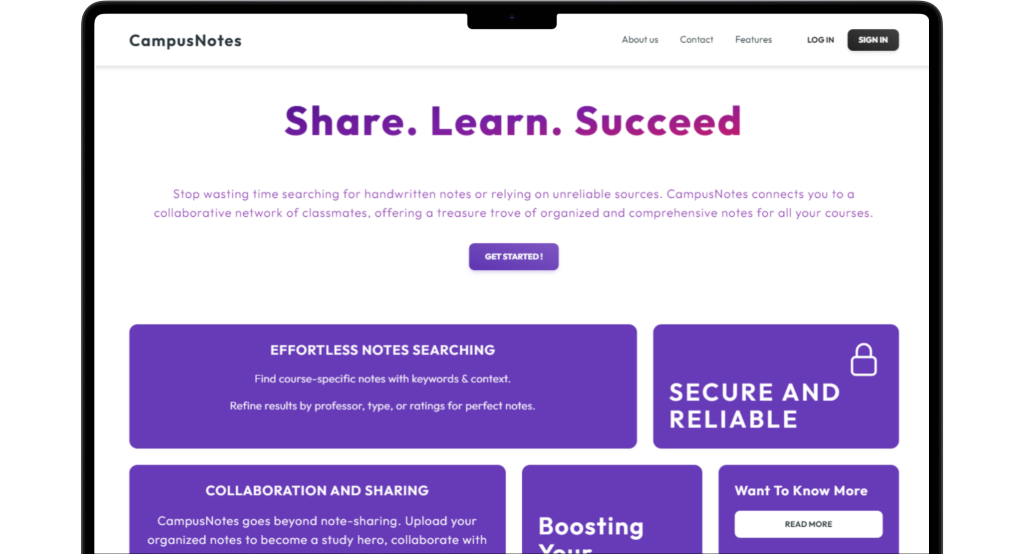 CampusNotes
About us
Contact
Features
LOG IN
SIGN IN
Share. Learn. Succeed
Stop wasting time searching for handwritten notes or relying on unreliable sources. CampusNotes connects you to a
collaborative network of classmates, offering a treasure trove of organized and comprehensive notes for all your courses.
GET STARTED !
EFFORTLESS NOTES SEARCHING
Find course-specific notes with keywords & context.
Refine results by professor, type, or ratings for perfect notes.
SECURE AND
RELIABLE
COLLABORATION AND SHARING
CampusNotes goes beyond note-sharing. Upload your
organized notes to become a study hero, collaborate with
Boosting
Your
Want To Know More
READ MORE